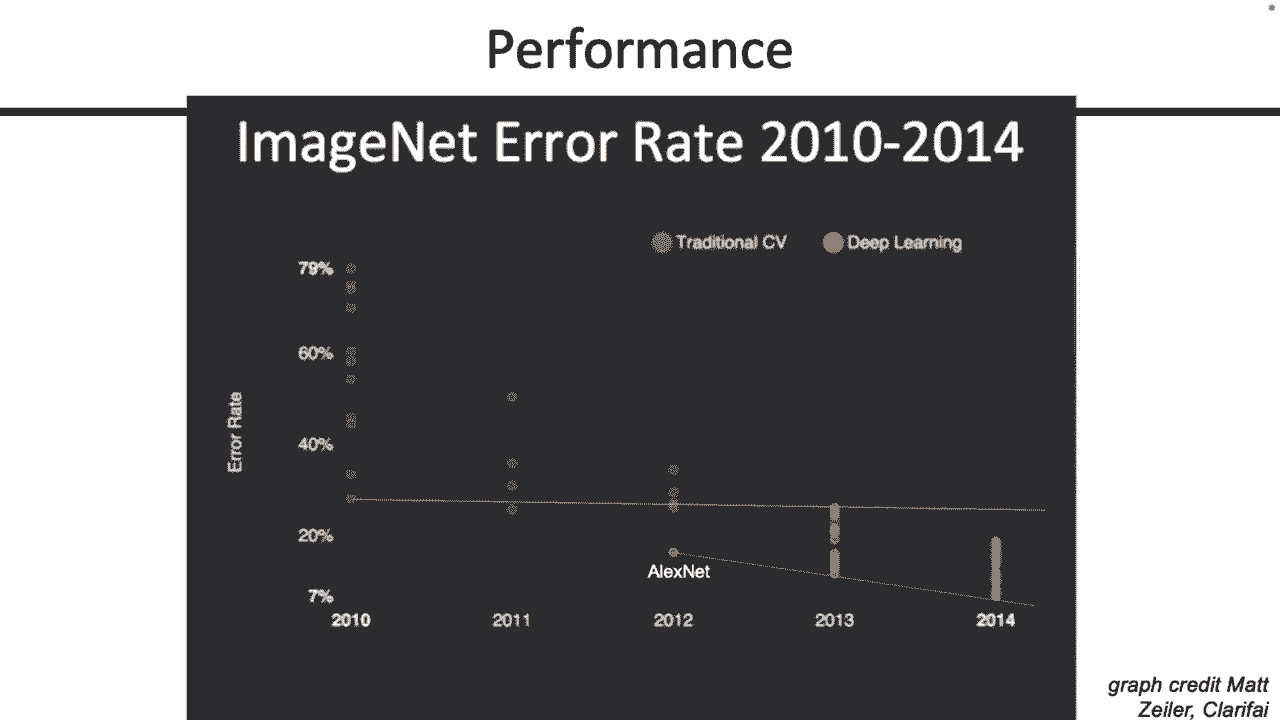 Performance
ImageNet Error Rate 2010-2014
Traditional CV Deep Learning
79%
60%
Error Rate
40%
20%
AlexNet
7%
2010 2011 2012 2013 2014
graph credit Matt
Zeiler, Clarifai